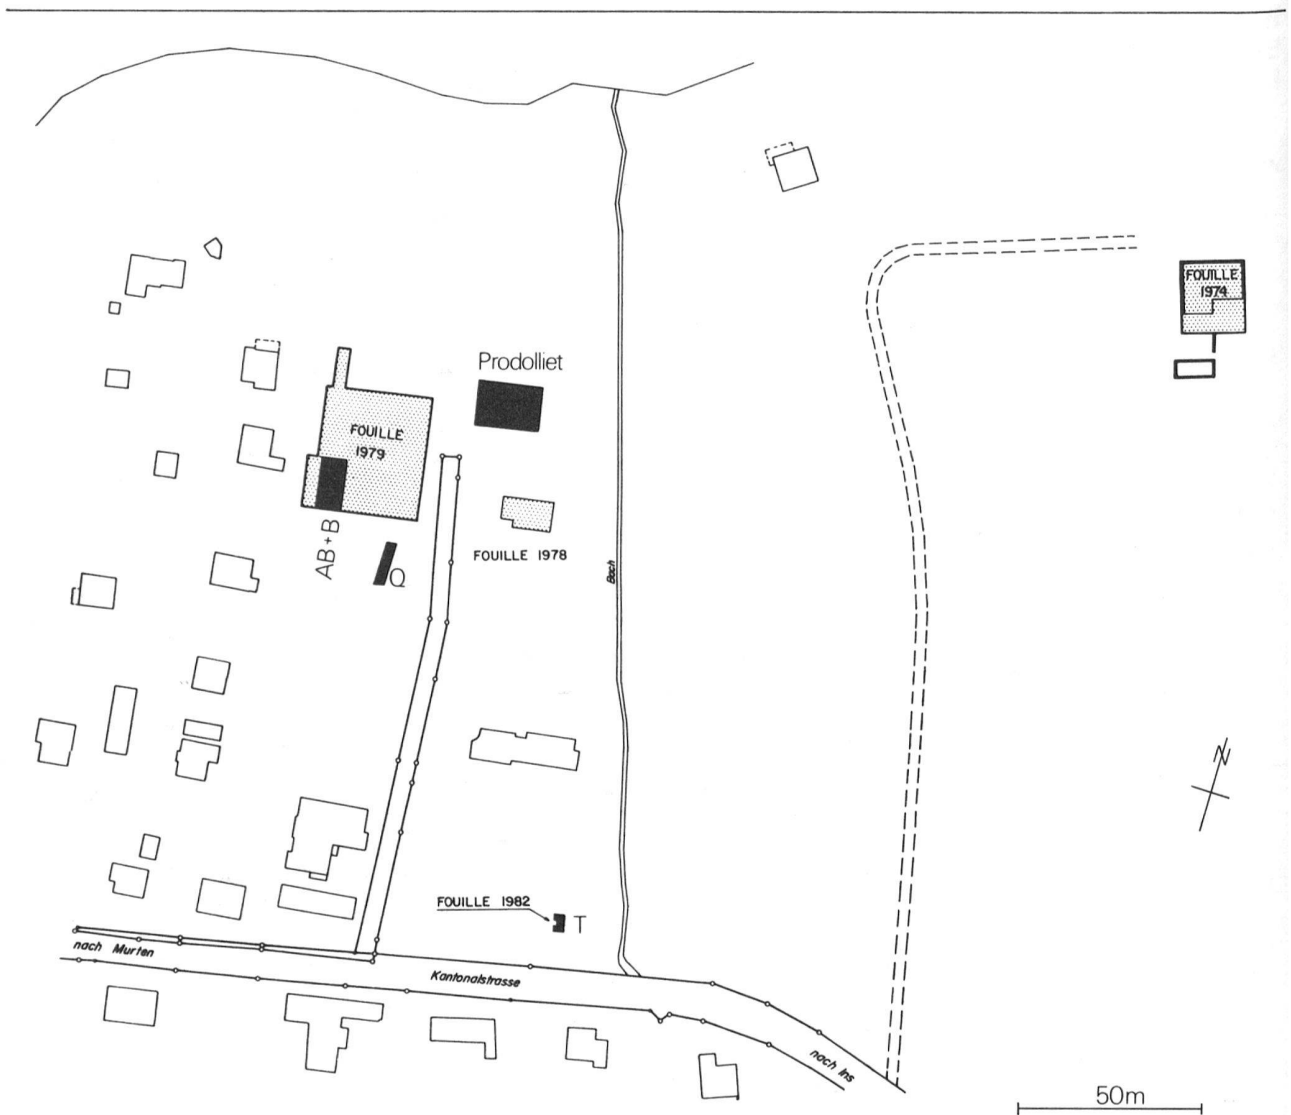 FOUILLE
1974
Prodolliet
FOUILLE
1979
AB + B
Q
FOUILLE 1978
Bach
N
FOUILLE 1982
T
nach Murten
Kantonalstrasse
nach Ins
50m